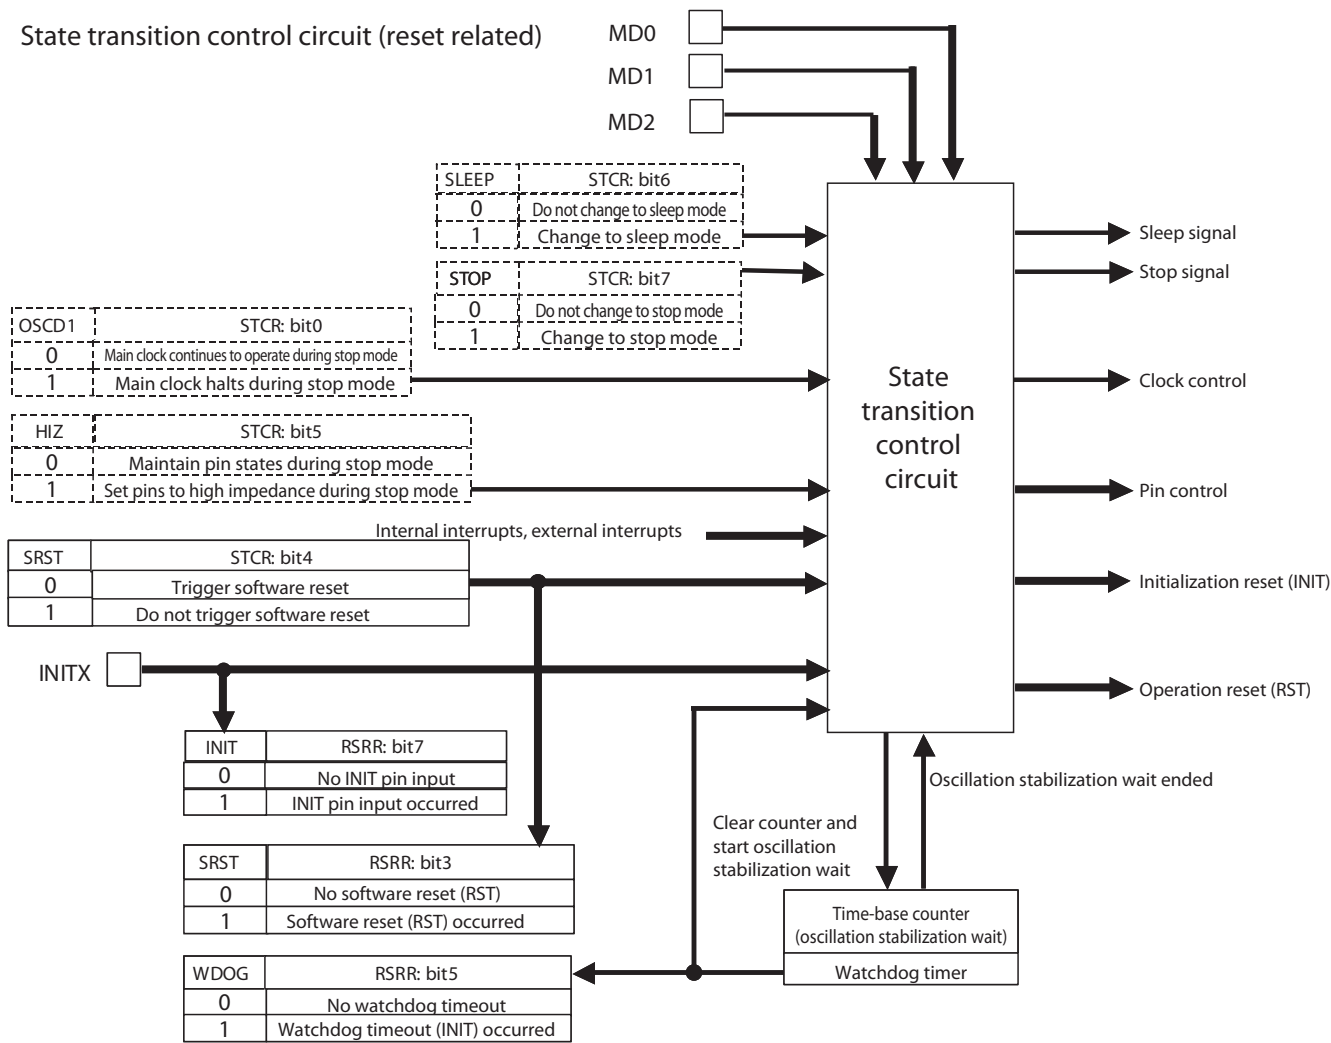 State transition control circuit (reset related)
MD0
MD1
MD2
SLEEP STCR: bit6
0 Do not change to sleep mode
1 Change to sleep mode
STOP STCR: bit7
0 Do not change to stop mode
1 Change to stop mode
OSCD1 STCR: bit0
0 Main clock continues to operate during stop mode
1 Main clock halts during stop mode
HIZ STCR: bit5
0 Maintain pin states during stop mode
1 Set pins to high impedance during stop mode
Internal interrupts, external interrupts
SRST STCR: bit4
0 Trigger software reset
1 Do not trigger software reset
INITX
State
transition
control
circuit
Sleep signal
Stop signal
Clock control
Pin control
Initialization reset (INIT)
Operation reset (RST)
INIT RSRR: bit7
0 No INIT pin input
1 INIT pin input occurred
SRST RSRR: bit3
0 No software reset (RST)
1 Software reset (RST) occurred
WDOG RSRR: bit5
0 No watchdog timeout
1 Watchdog timeout (INIT) occurred
Oscillation stabilization wait ended
Clear counter and
start oscillation
stabilization wait
Time-base counter
(oscillation stabilization wait)
Watchdog timer